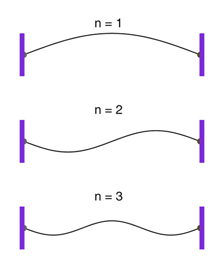 n = 1
n = 2
n = 3